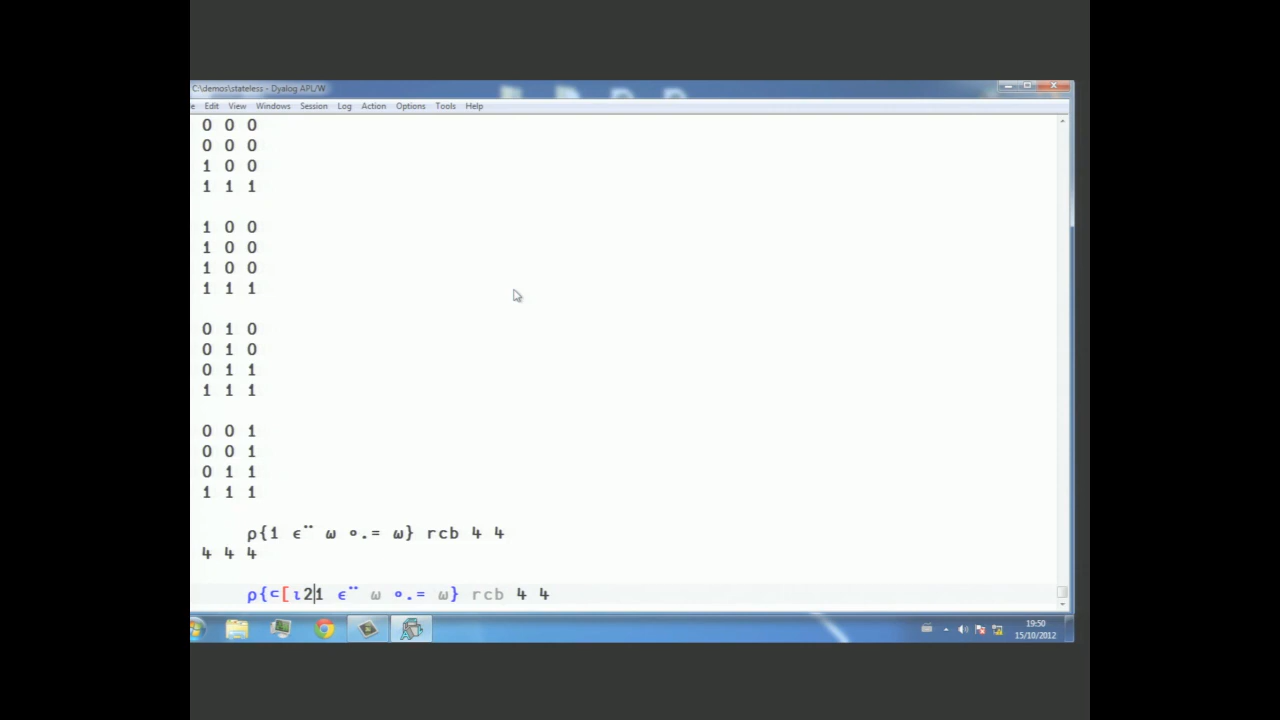 C:\demos\stateless - Dyalog APL/W
Edit View Windows Session Log Action Options Tools Help
0 0 0
0 0 0
1 0 0
1 1 1
1 0 0
1 0 0
1 0 0
1 1 1
0 1 0
0 1 0
0 1 1
1 1 1
0 0 1
0 0 1
0 1 1
1 1 1
⍴{1 ∊¨ ⍵ ∘.= ⍵} rcb 4 4
4 4 4
⍴{⊂[⍳21 ∊¨ ⍵ ∘.= ⍵} rcb 4 4
19:50
15/10/2012